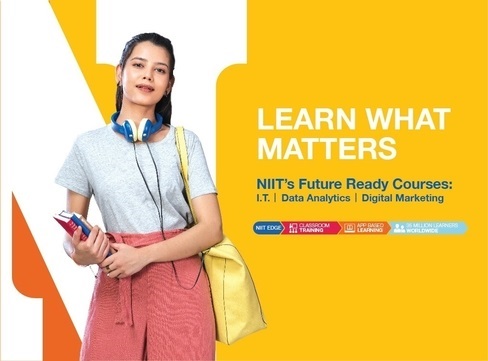 LEARN WHAT
MATTERS
NIIT's Future Ready Courses:
I.T. | Data Analytics | Digital Marketing
NIIT EDGE
CLASSROOM
TRAINING
APP BASED
LEARNING
35 MILLION LEARNERS
WORLDWIDE